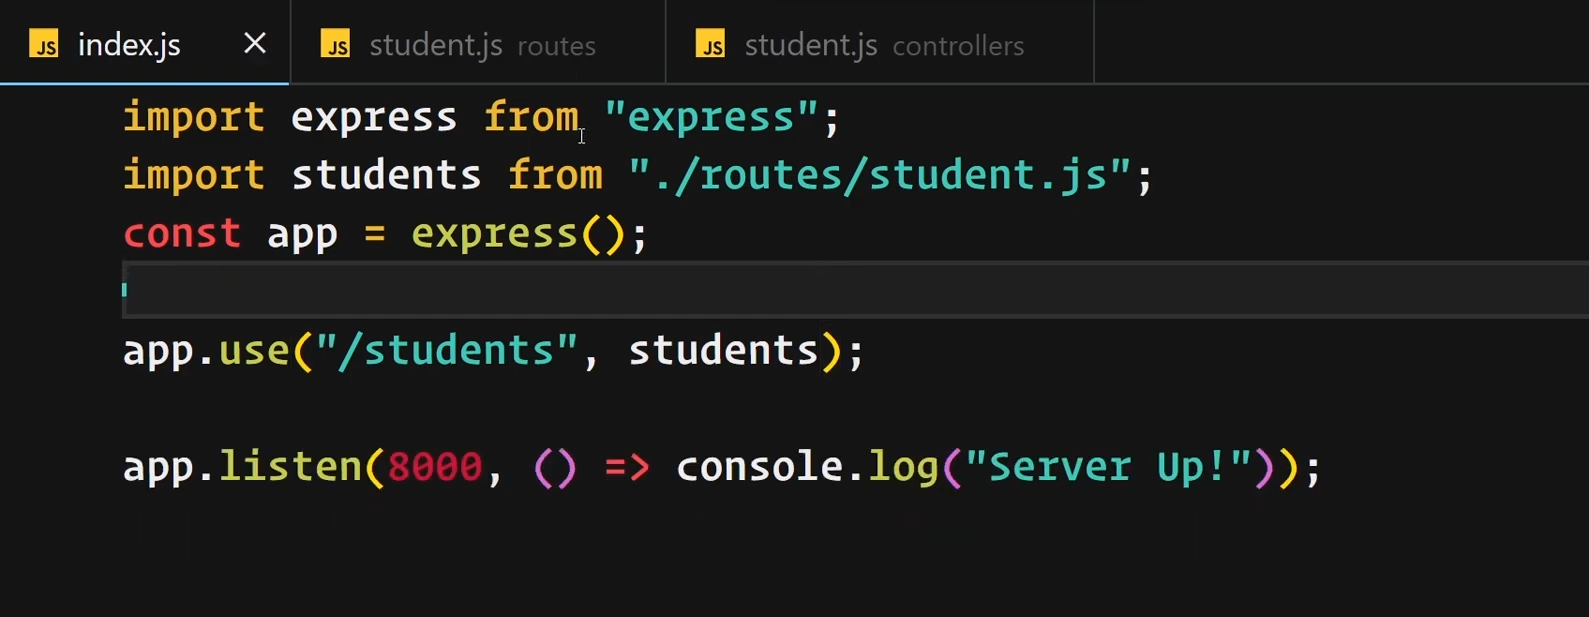 JS index.js JS student.js routes JS student.js controllers
import express from "express";
import students from "./routes/student.js";
const app = express();
app.use("/students", students);
app.listen(8000, () => console.log("Server Up!"));